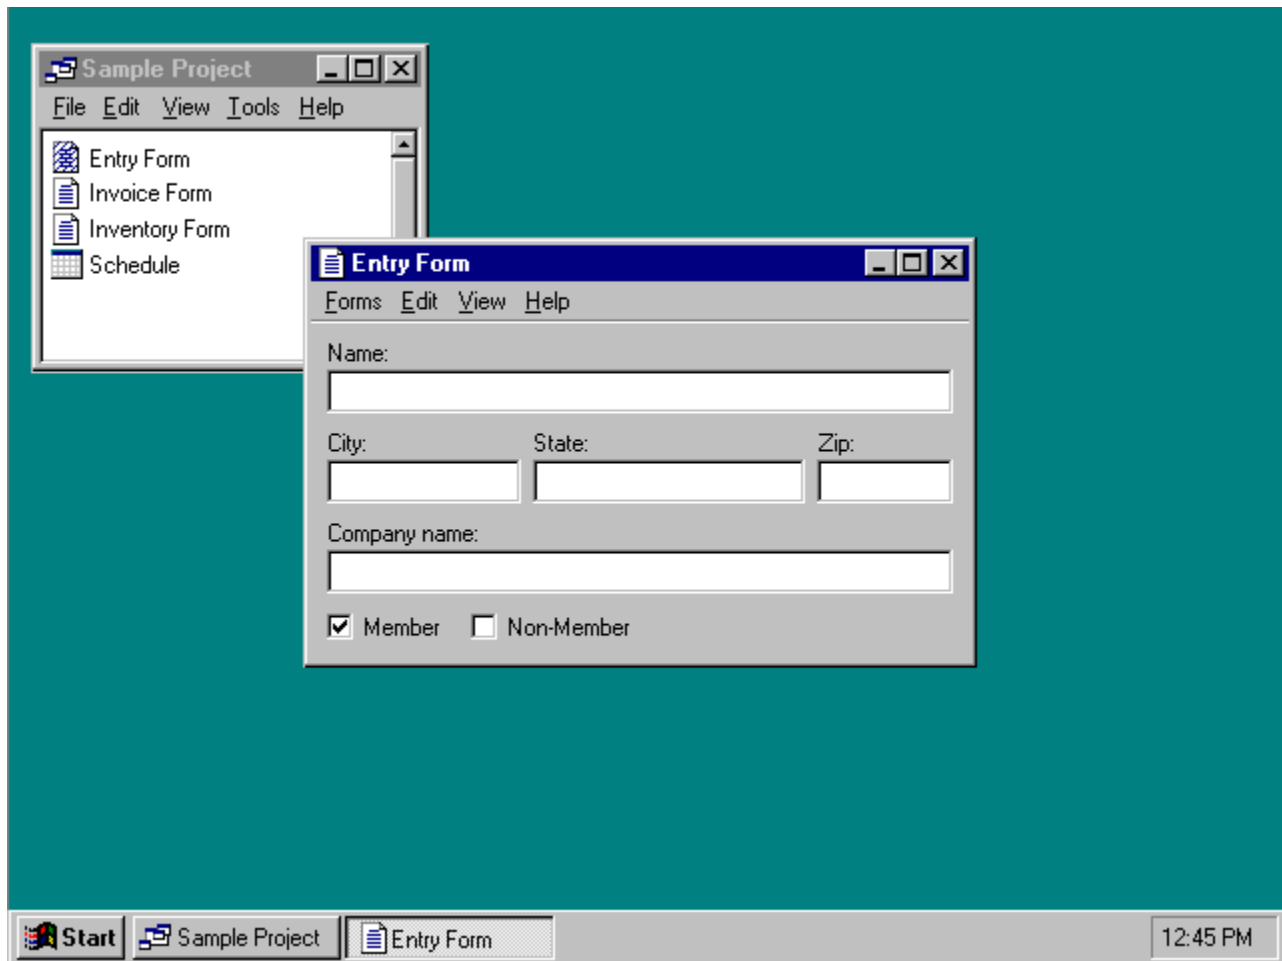 Sample Project
File Edit View Tools Help
Entry Form
Invoice Form
Inventory Form
Schedule
Entry Form
Forms Edit View Help
Name:
City: State: Zip:
Company name:
Member Non-Member
Start Sample Project Entry Form 12:45 PM